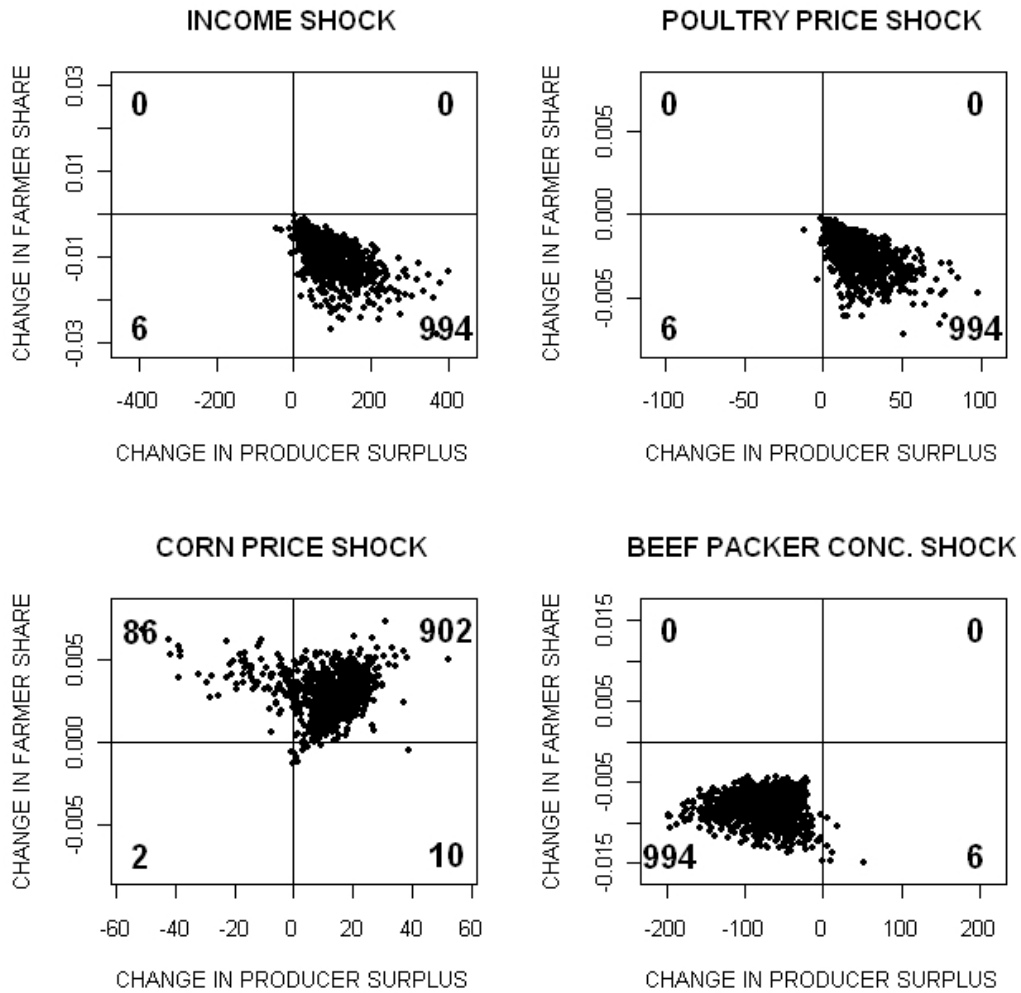 INCOME SHOCK
CHANGE IN FARMER SHARE
0.03
0.01
-0.01
-0.03
0 0
6 994
-400 -200 0 200 400
CHANGE IN PRODUCER SURPLUS
POULTRY PRICE SHOCK
CHANGE IN FARMER SHARE
0.005
0.000
-0.005
0 0
6 994
-100 -50 0 50 100
CHANGE IN PRODUCER SURPLUS
CORN PRICE SHOCK
CHANGE IN FARMER SHARE
0.005
0.000
-0.005
86 902
2 10
-60 -40 -20 0 20 40 60
CHANGE IN PRODUCER SURPLUS
BEEF PACKER CONC. SHOCK
CHANGE IN FARMER SHARE
0.015
0.005
-0.005
-0.015
0 0
994 6
-200 -100 0 100 200
CHANGE IN PRODUCER SURPLUS